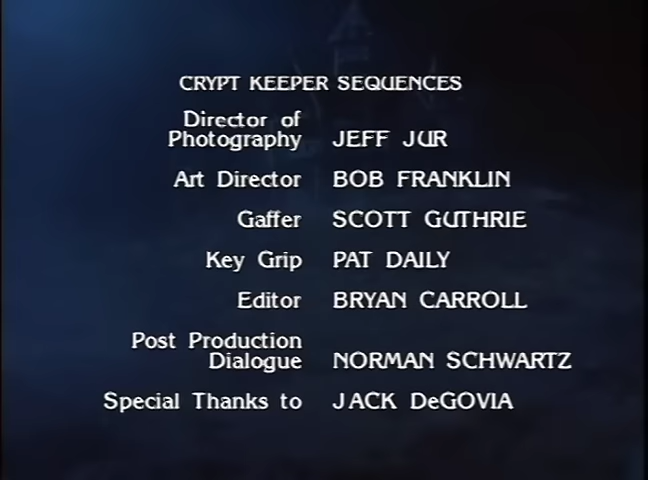 CRYPT KEEPER SEQUENCES
Director of
Photography JEFF JUR
Art Director BOB FRANKLIN
Gaffer SCOTT GUTHRIE
Key Grip PAT DAILY
Editor BRYAN CARROLL
Post Production
Dialogue NORMAN SCHWARTZ
Special Thanks to JACK DeGOVIA